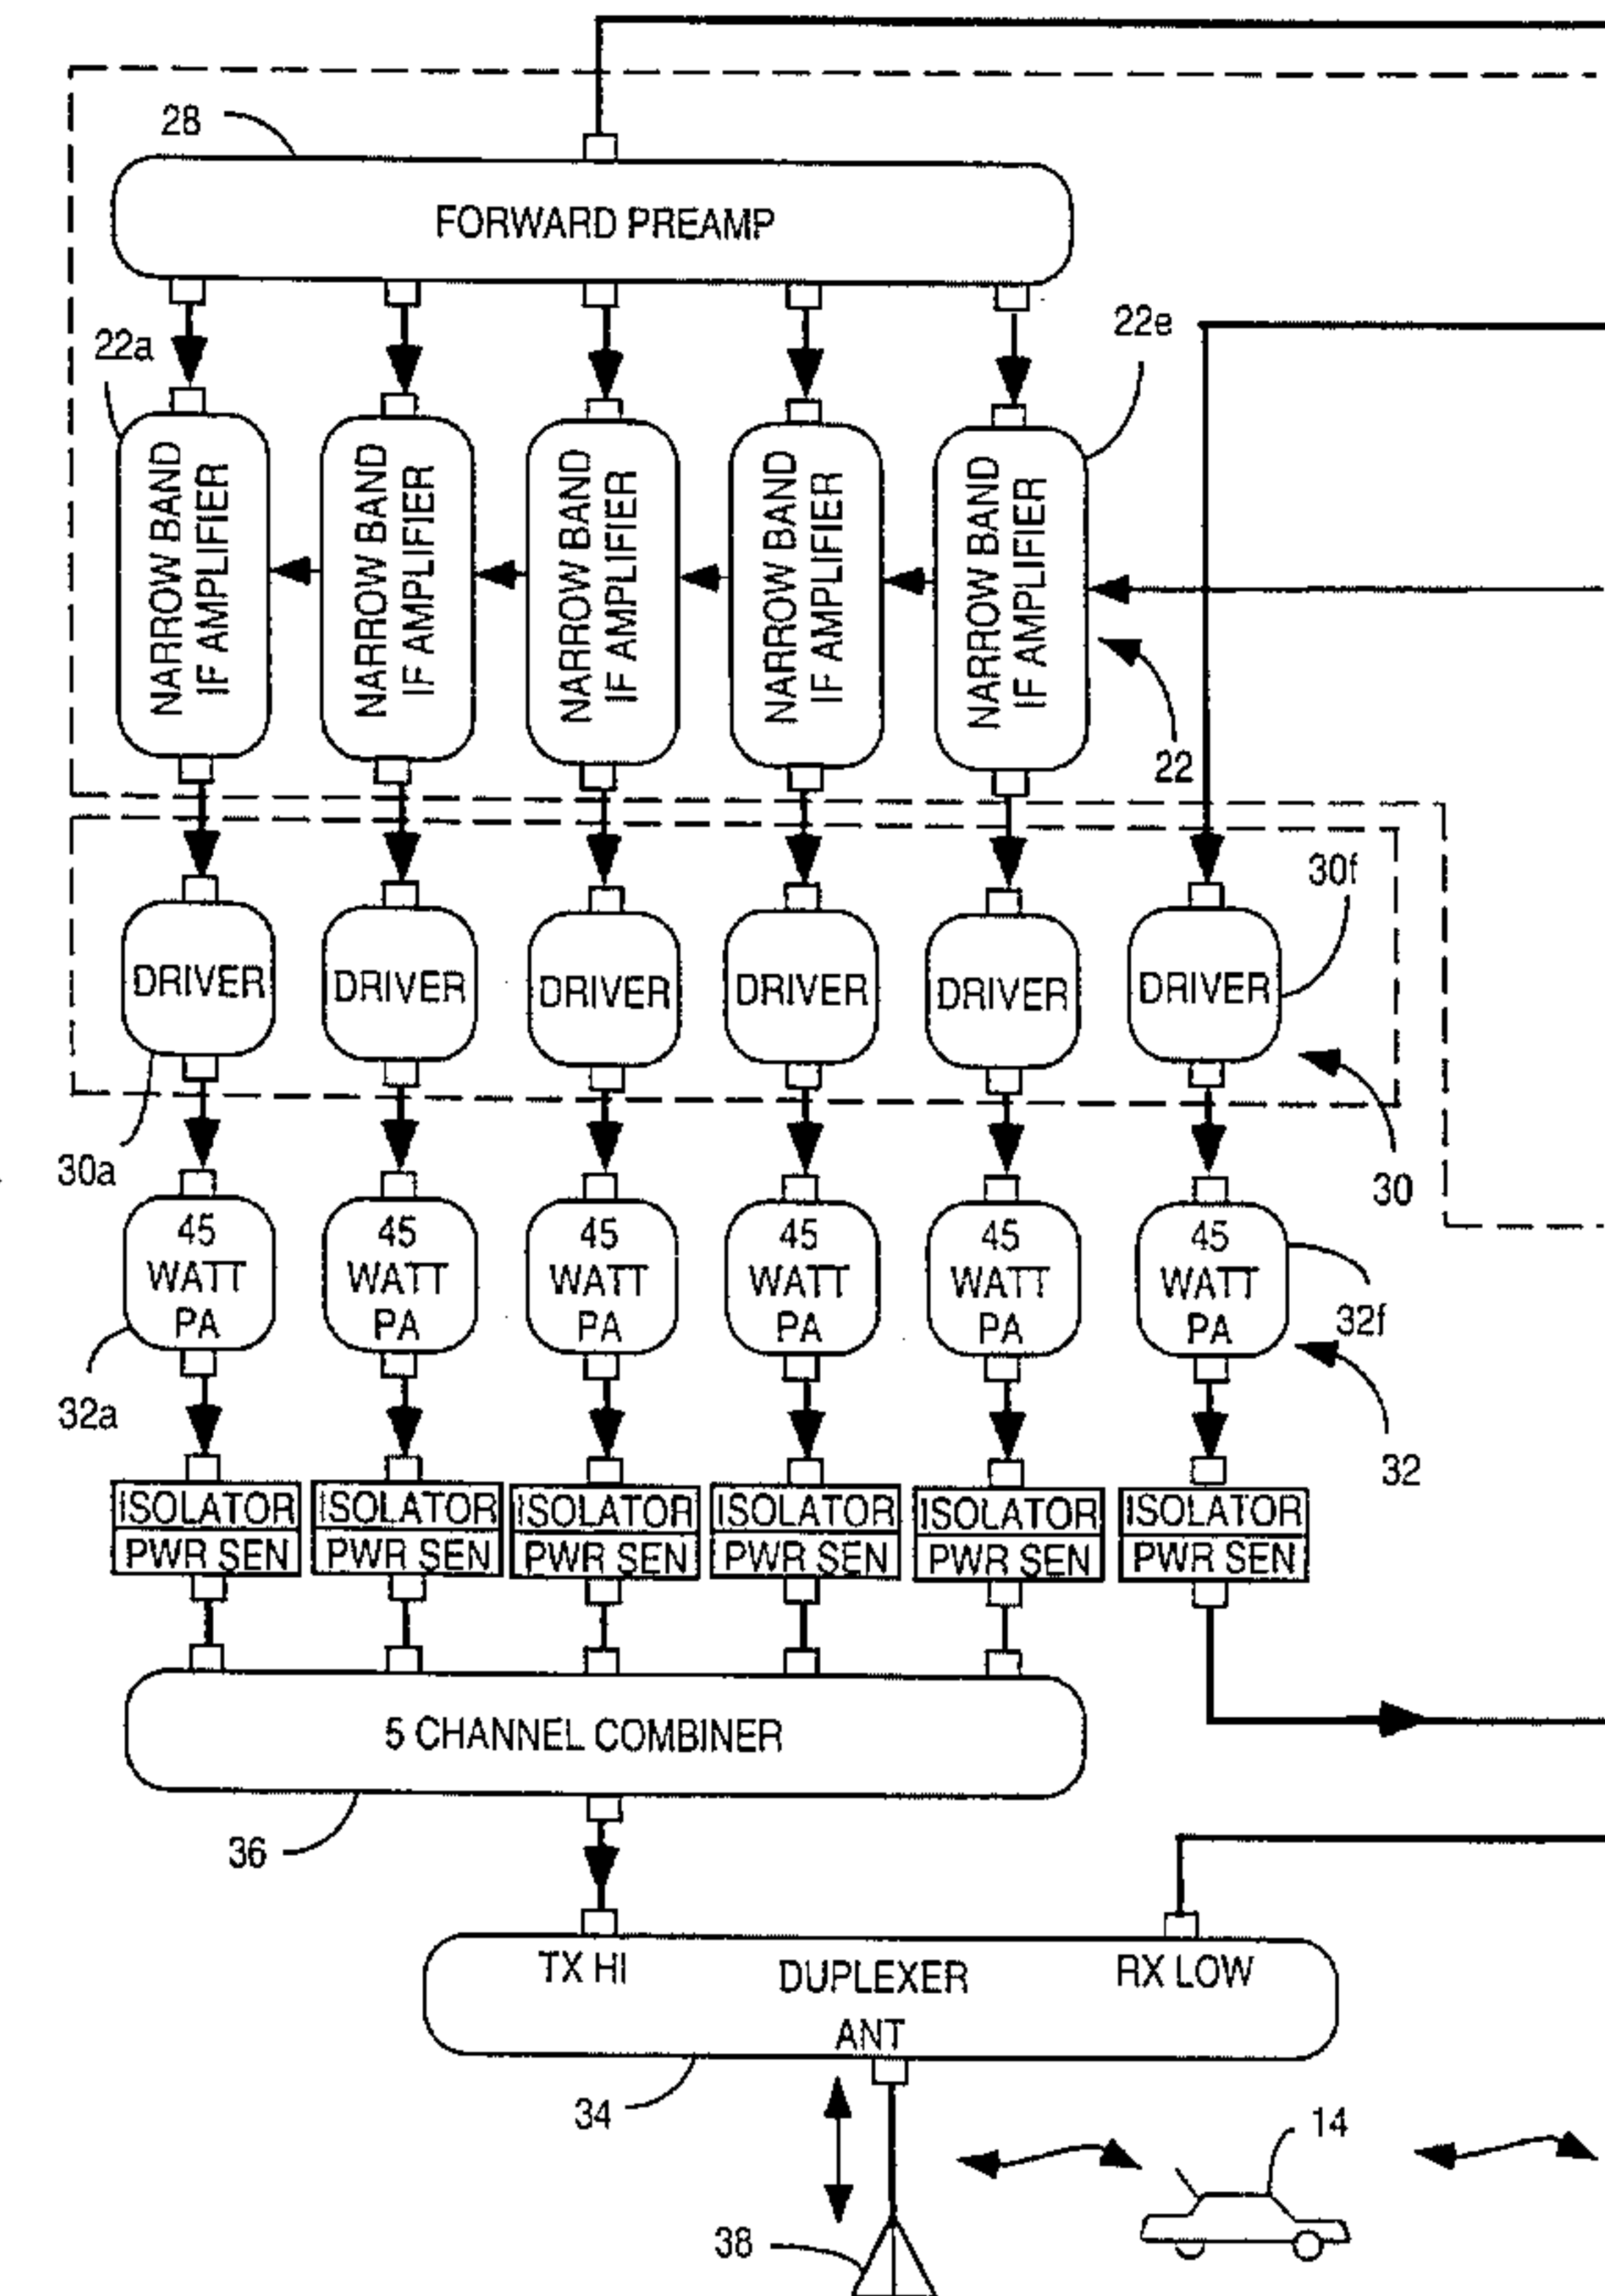 28
FORWARD PREAMP
22a
22e
NARROW BAND
IF AMPLIFIER
NARROW BAND
IF AMPLIFIER
NARROW BAND
IF AMPLIFIER
NARROW BAND
IF AMPLIFIER
NARROW BAND
IF AMPLIFIER
22
30f
DRIVER
DRIVER
DRIVER
DRIVER
DRIVER
DRIVER
30a
30
45
WATT
PA
45
WATT
PA
45
WATT
PA
45
WATT
PA
45
WATT
PA
45
WATT
PA
32f
32a
32
ISOLATOR
PWR SEN
ISOLATOR
PWR SEN
ISOLATOR
PWR SEN
ISOLATOR
PWR SEN
ISOLATOR
PWR SEN
ISOLATOR
PWR SEN
5 CHANNEL COMBINER
36
TX HI
DUPLEXER
RX LOW
ANT
34
14
38